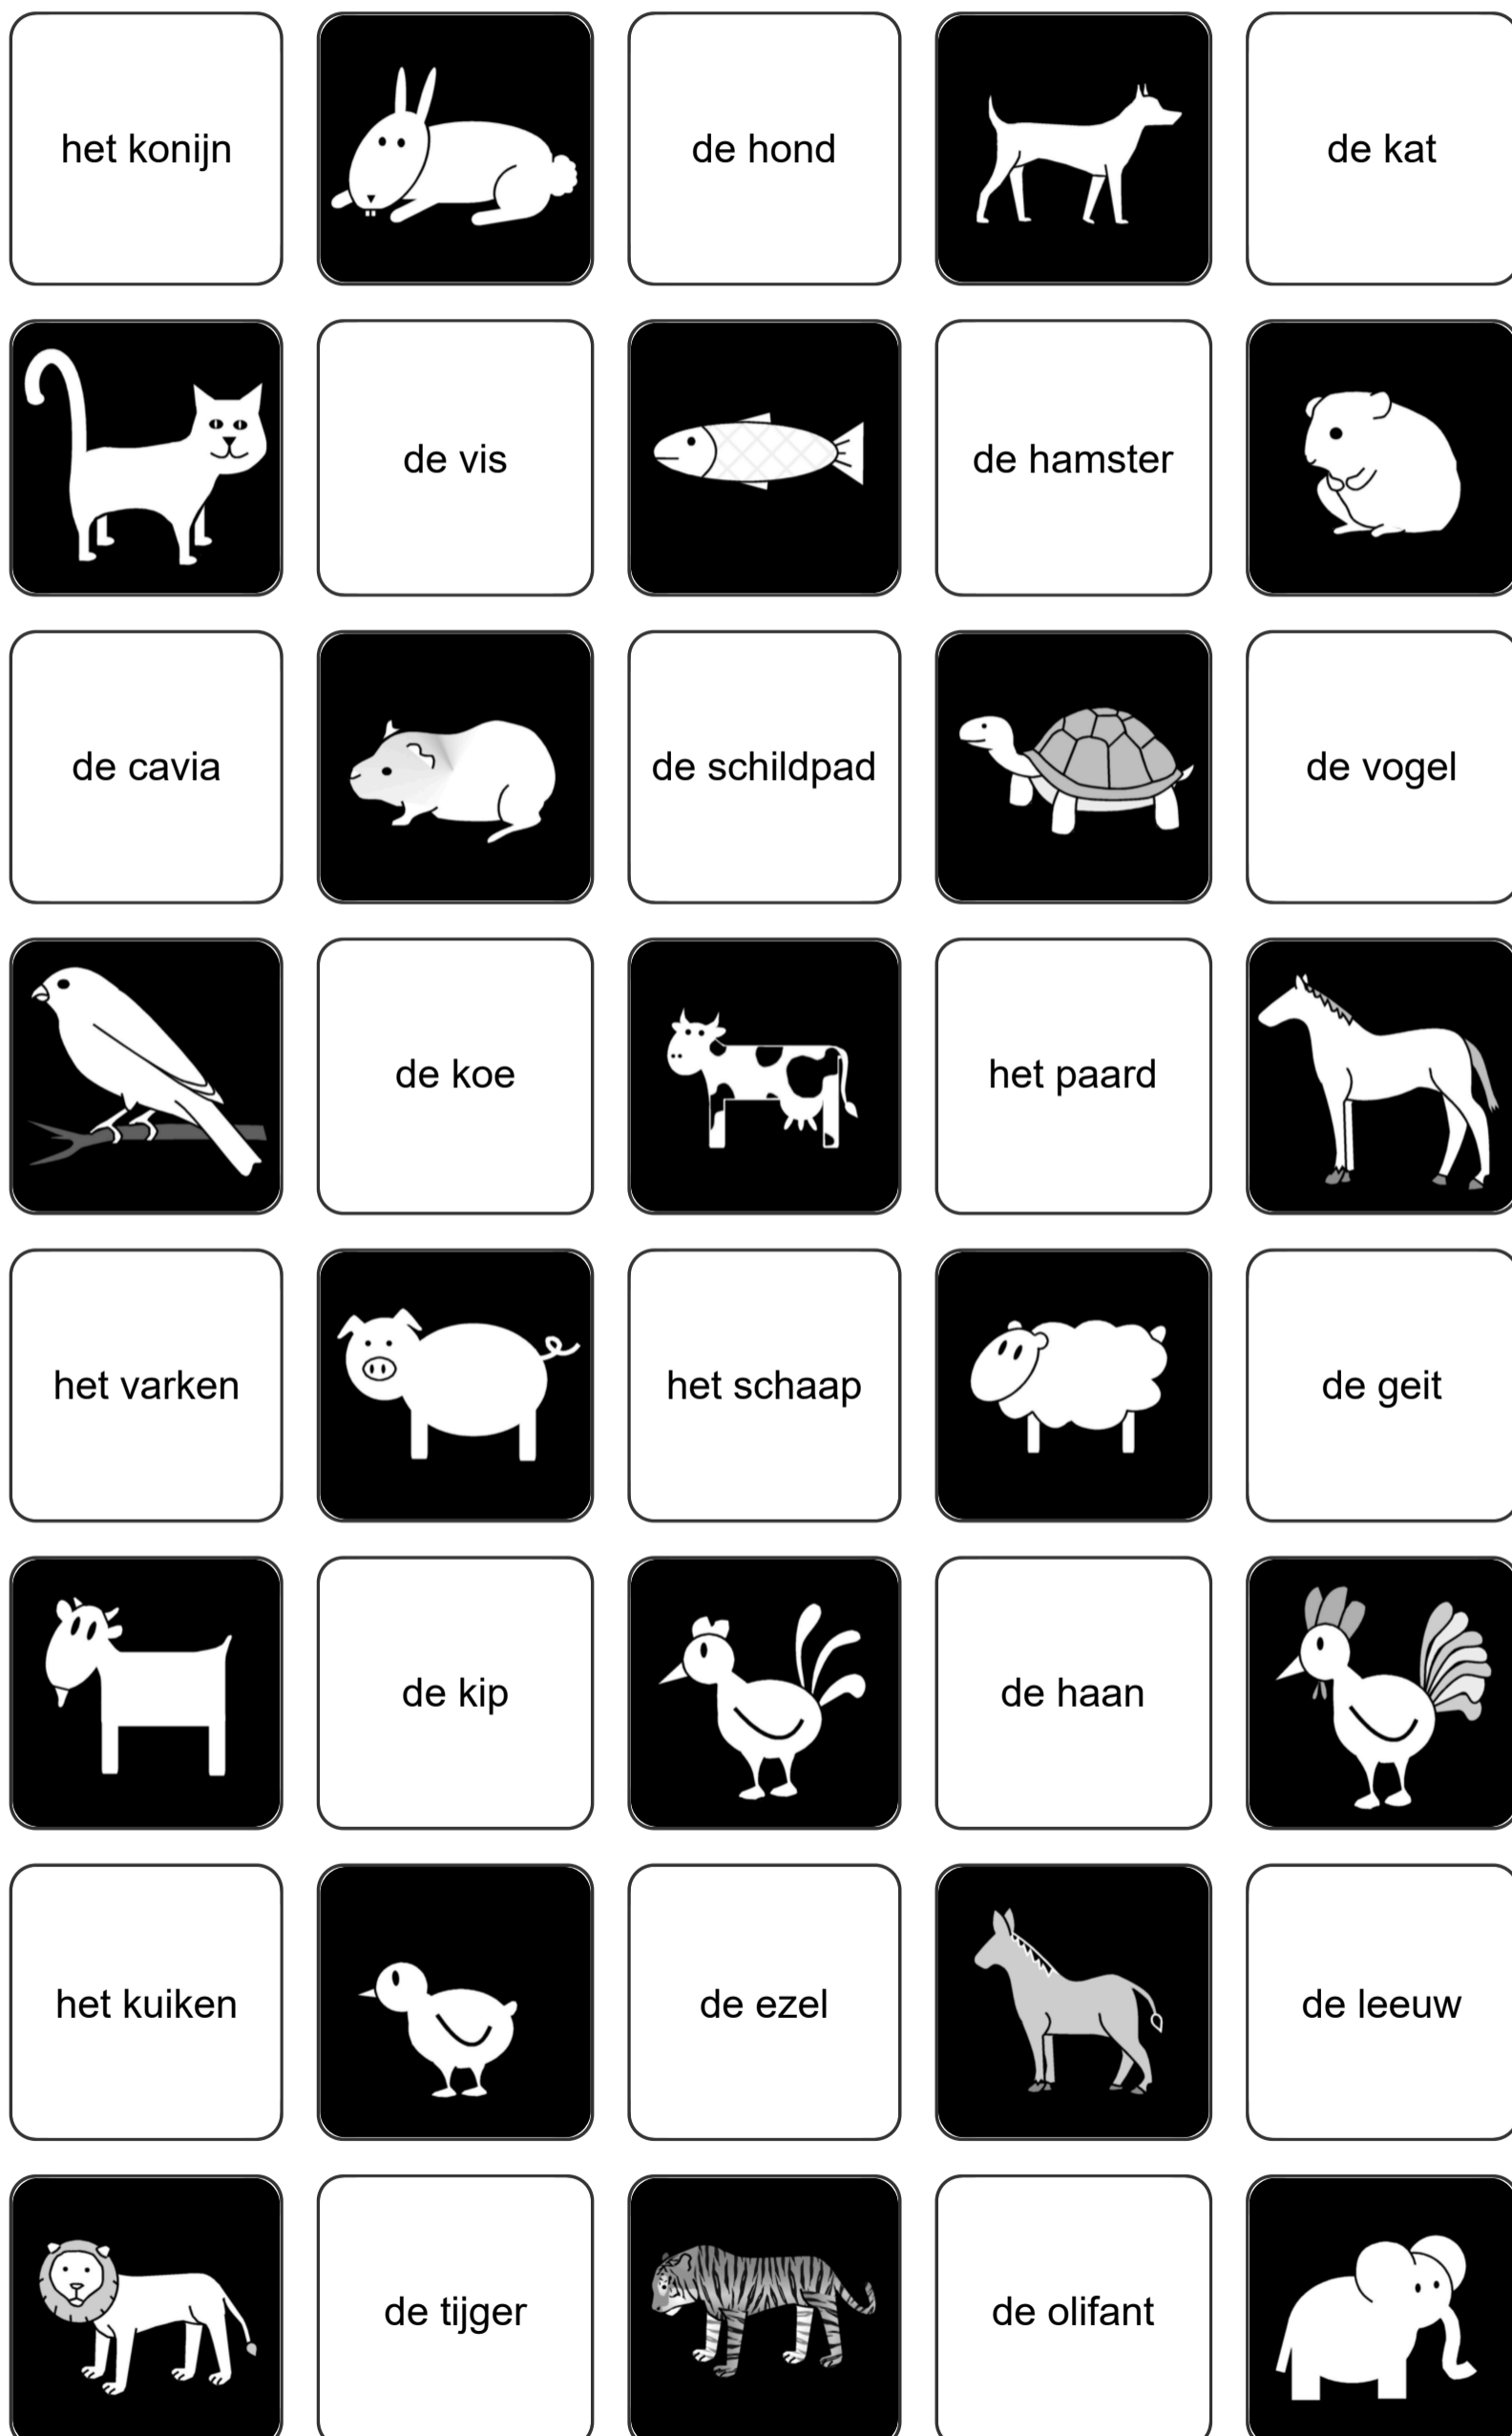 het konijn
de hond
de kat
de vis
de hamster
de cavia
de schildpad
de vogel
de koe
het paard
het varken
het schaap
de geit
de kip
de haan
het kuiken
de ezel
de leeuw
de tijger
de olifant